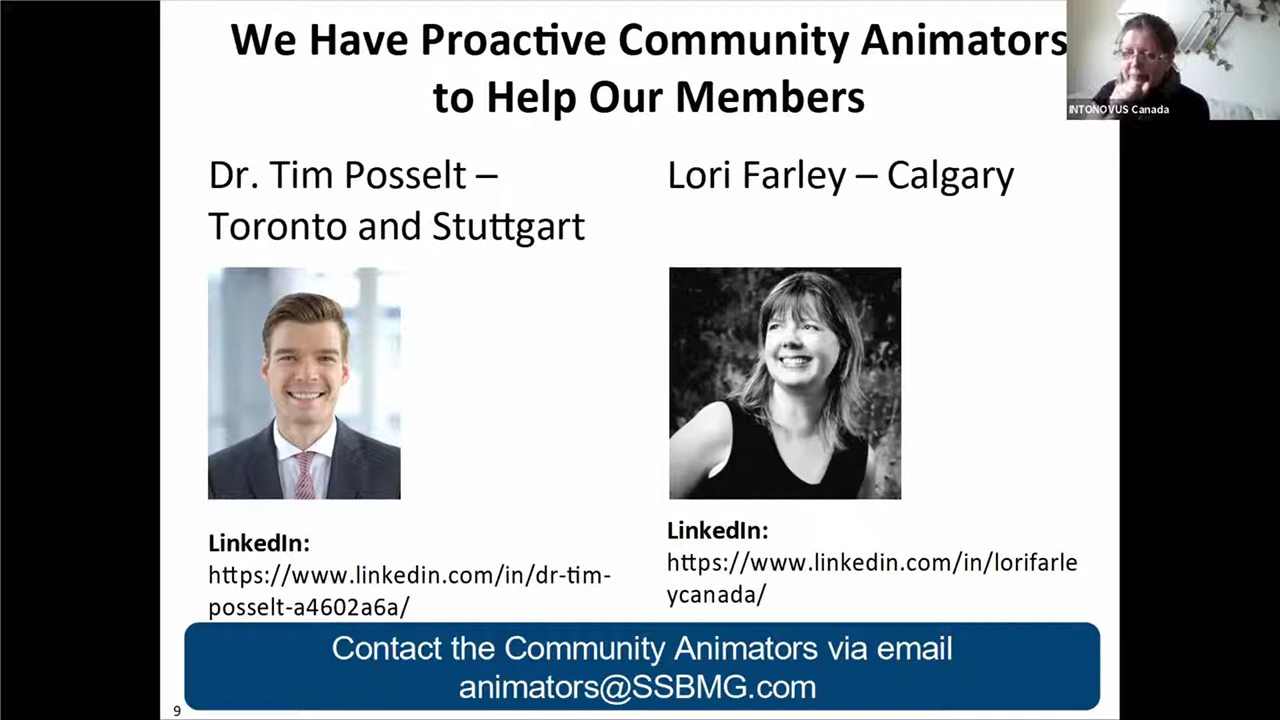 We Have Proactive Community Animators
to Help Our Members
INTONOVUS Canada
Dr. Tim Posselt –
Toronto and Stuttgart
Lori Farley – Calgary
LinkedIn:
https://www.linkedin.com/in/dr-tim-
posselt-a4602a6a/
LinkedIn:
https://www.linkedin.com/in/lorifarle
ycanada/
Contact the Community Animators via email
animators@SSBMG.com
9